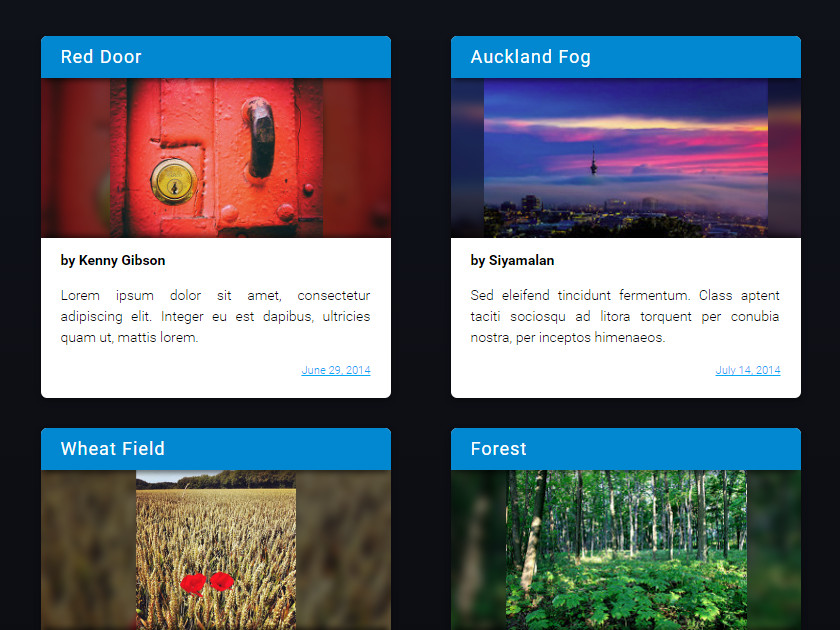 Red Door
by Kenny Gibson
Lorem ipsum dolor sit amet, consectetur
adipiscing elit. Integer eu est dapibus, ultricies
quam ut, mattis lorem.
June 29, 2014
Auckland Fog
by Siyamalan
Sed eleifend tincidunt fermentum. Class aptent
taciti sociosqu ad litora torquent per conubia
nostra, per inceptos himenaeos.
July 14, 2014
Wheat Field
Forest